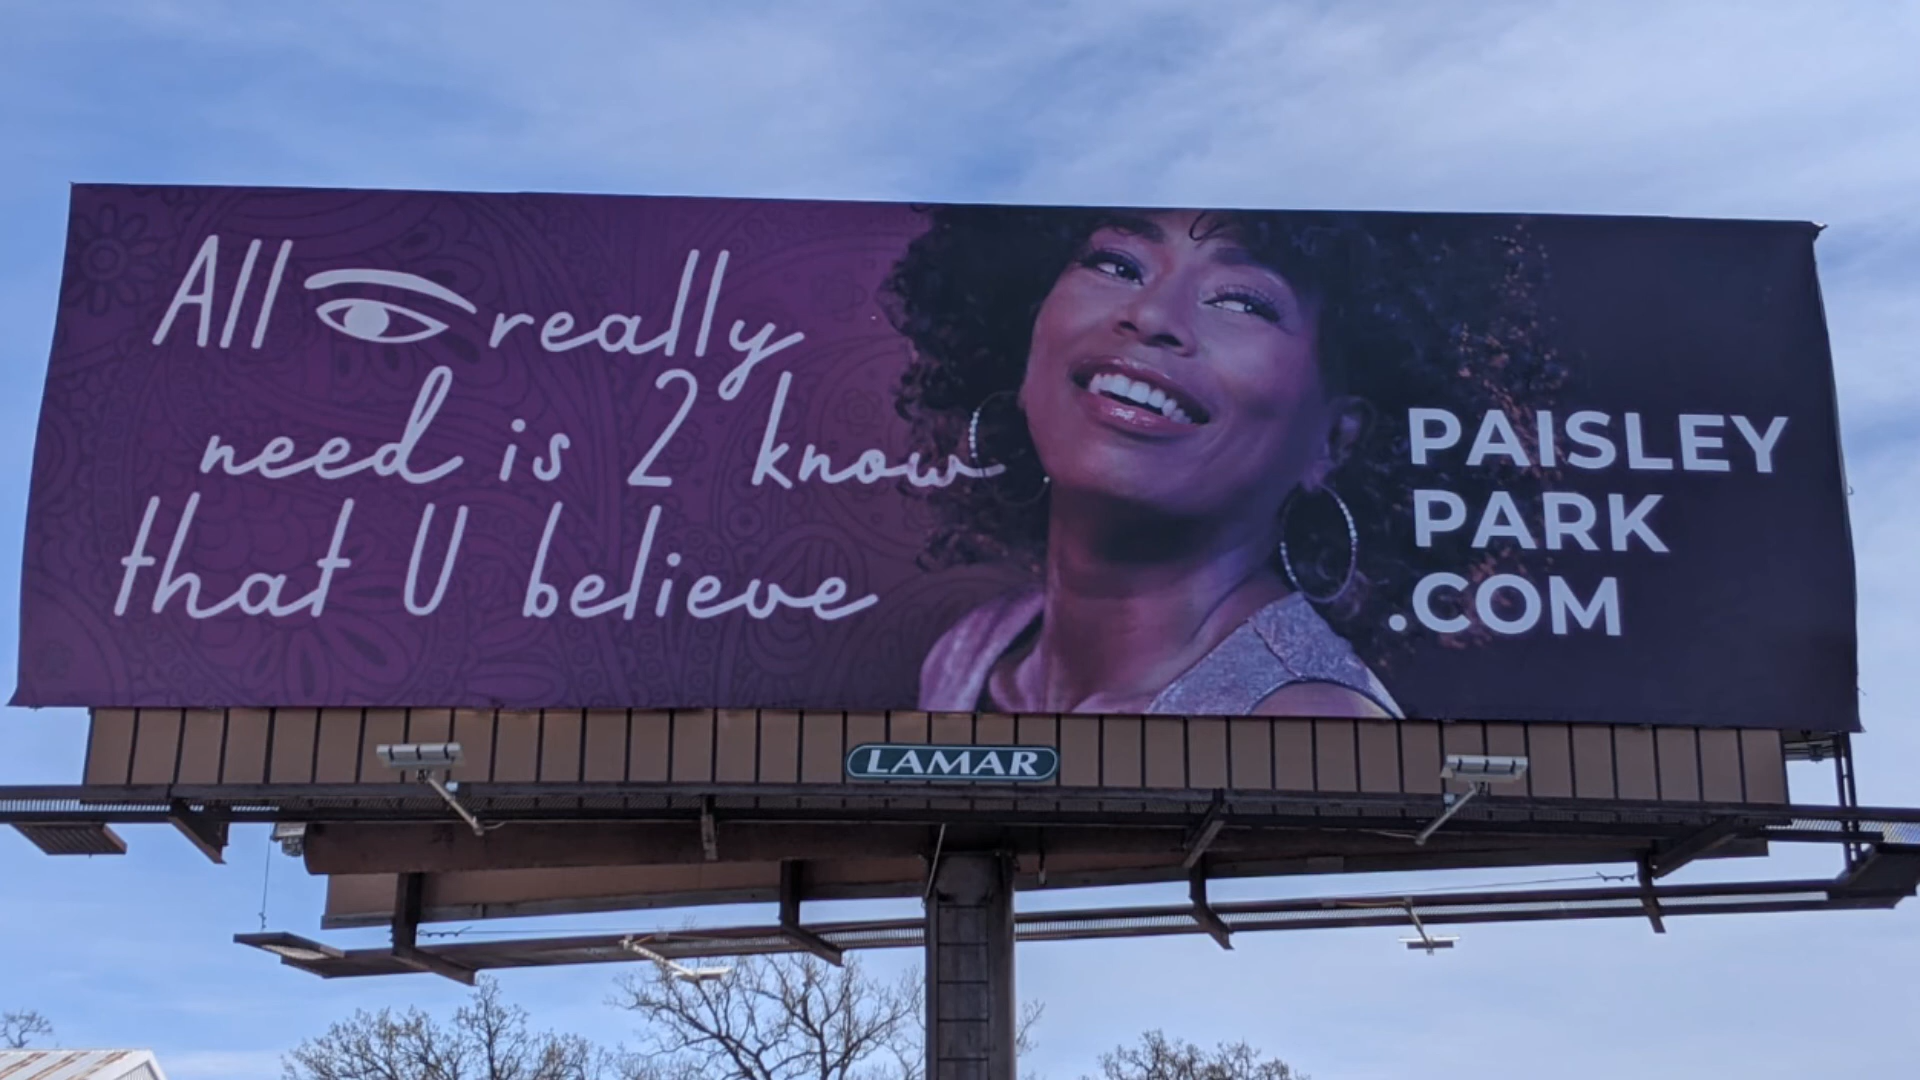 All 👁 really
need is 2 know
that U believe
PAISLEY
PARK
.COM
LAMAR